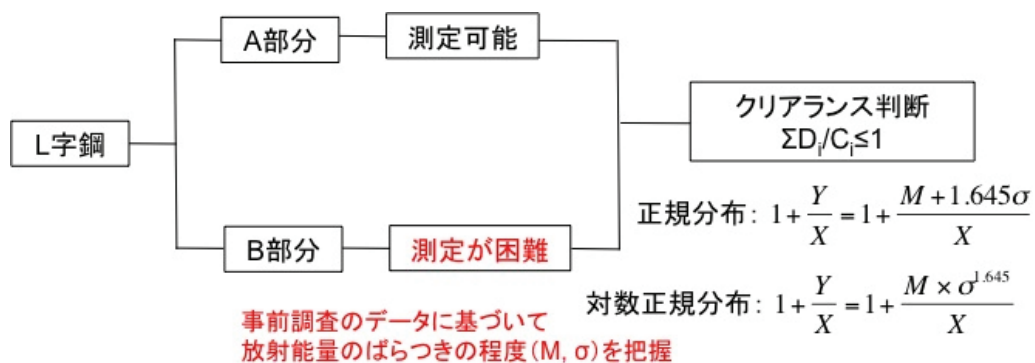 A部分
測定可能
クリアランス判断
ΣDᵢ/Cᵢ≤1
L字鋼
正規分布: 1+Y/X=1+(M+1.645σ)/X
B部分
測定が困難
対数正規分布: 1+Y/X=1+(M×σ^1.645)/X
事前調査のデータに基づいて
放射能量のばらつきの程度(M, σ)を把握